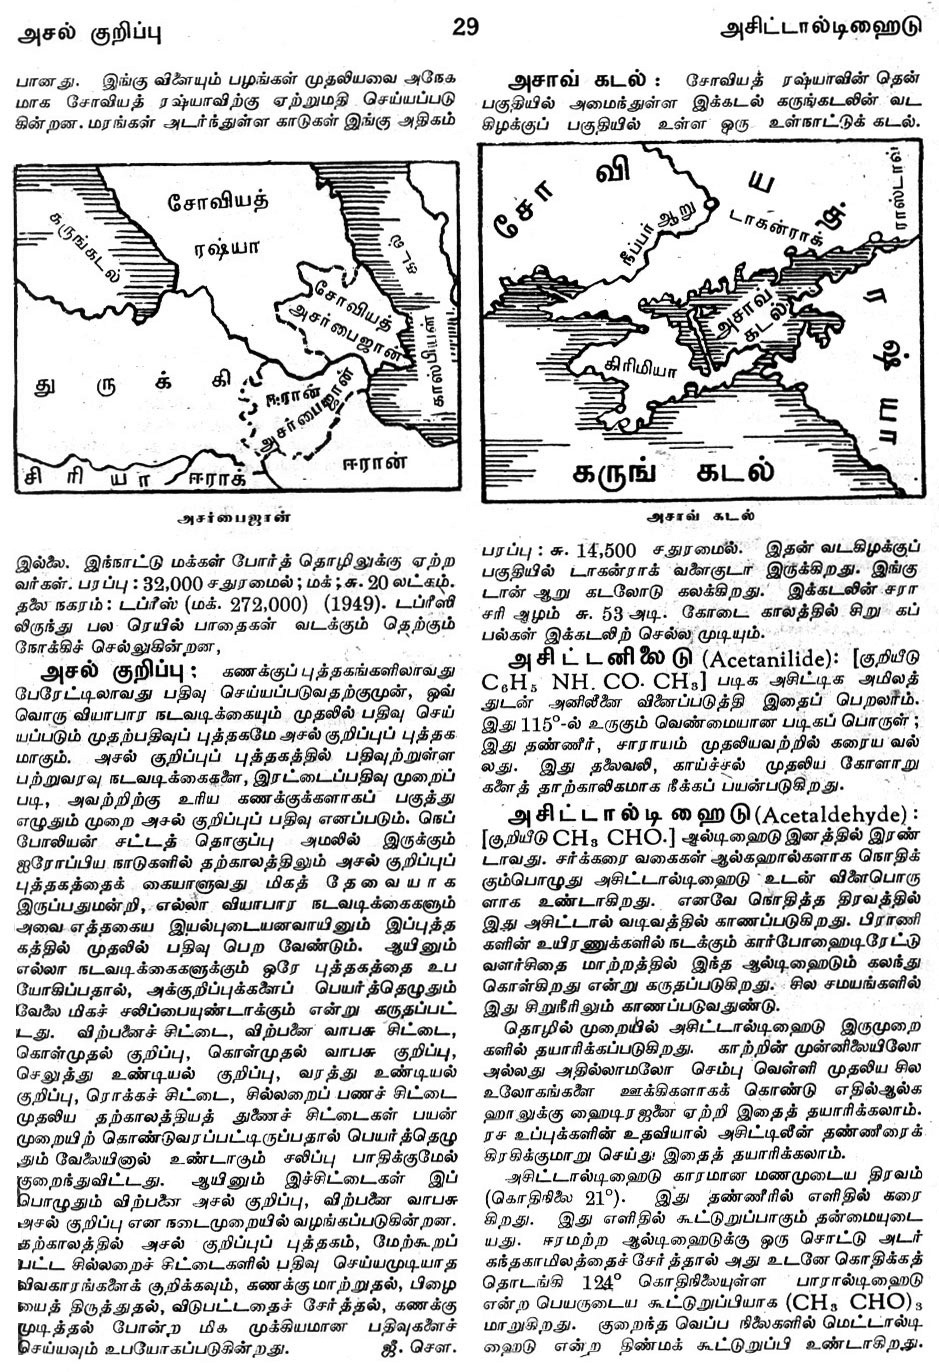 அசல் குறிப்பு
29
அசிட்டால்டிஹைடு
பானது. இங்கு விளையும் பழங்கள் முதலியவை அநேக
மாக சோவியத் ரஷ்யாவிற்கு ஏற்றுமதி செய்யப்படு
கின்றன. மரங்கள் அடர்ந்துள்ள காடுகள் இங்கு அதிகம்
கருங்கடல்
சோவியத்
ரஷ்யா
சோவியத்
அசர்பைஜான்
காஸ்பியன்
கடல்
துருக்கி
ஈரான்
அசர்பைஜான்
சிரியா
ஈராக்
ஈரான்
அசர்பைஜான்
இல்லை. இந்நாட்டு மக்கள் போர்த் தொழிலுக்கு ஏற்ற
வர்கள். பரப்பு : 32,000 சதுரமைல் ; மக் ; சு. 20 லட்சம்.
தலை நகரம் : டப்ரீஸ் (மக். 272,000) (1949). டப்ரீஸி
லிருந்து பல ரெயில் பாதைகள் வடக்கும் தெற்கும்
நோக்கிச் செல்லுகின்றன,
அசல் குறிப்பு : கணக்குப் புத்தகங்களிலாவது
பேரேட்டிலாவது பதிவு செய்யப்படுவதற்குமுன், ஒவ்
வொரு வியாபார நடவடிக்கையும் முதலில் பதிவு செய்
யப்படும் முதற்பதிவுப் புத்தகமே அசல் குறிப்புப் புத்தக
மாகும். அசல் குறிப்புப் புத்தகத்தில் பதிவுற்றுள்ள
பற்றுவரவு நடவடிக்கைகளை, இரட்டைப்பதிவு முறைப்
படி, அவற்றிற்கு உரிய கணக்குக்களாகப் பகுத்து
எழுதும் முறை அசல் குறிப்புப் பதிவு எனப்படும். நெப்
போலியன் சட்டத் தொகுப்பு அமலில் இருக்கும்
ஐரோப்பிய நாடுகளில் தற்காலத்திலும் அசல் குறிப்புப்
புத்தகத்தைக் கையாளுவது மிகத் தேவையாக
இருப்பதுமன்றி, எல்லா வியாபார நடவடிக்கைகளும்
அவை எத்தகைய இயல்புடையனவாயினும் இப்புத்த
கத்தில் முதலில் பதிவு பெற வேண்டும். ஆயினும்
எல்லா நடவடிக்கைகளுக்கும் ஒரே புத்தகத்தை உப
யோகிப்பதால், அக்குறிப்புக்களைப் பெயர்த்தெழுதும்
வேலை மிகச் சலிப்பையுண்டாக்கும் என்று கருதப்பட்
டது. விற்பனைச் சிட்டை, விற்பனை வாபசு சிட்டை,
கொள்முதல் குறிப்பு, கொள்முதல் வாபசு குறிப்பு,
செலுத்து உண்டியல் குறிப்பு, வரத்து உண்டியல்
குறிப்பு, ரொக்கச் சிட்டை, சில்லறைப் பணச் சிட்டை
முதலிய தற்காலத்தியத் துணைச் சிட்டைகள் பயன்
முறையிற் கொண்டுவரப்பட்டிருப்பதால் பெயர்த்தெழு
தும் வேலையினால் உண்டாகும் சலிப்பு பாதிக்குமேல்
குறைந்துவிட்டது. ஆயினும் இச்சிட்டைகள் இப்
பொழுதும் விற்பனை அசல் குறிப்பு, விற்பனை வாபசு
அசல் குறிப்பு என நடைமுறையில் வழங்கப்படுகின்றன.
தற்காலத்தில் அசல் குறிப்புப் புத்தகம், மேற்கூறப்
பட்ட சில்லறைச் சிட்டைகளில் பதிவு செய்யமுடியாத
விவகாரங்களைக் குறிக்கவும், கணக்குமாற்றுதல், பிழை
யைத் திருத்துதல், விடுபட்டதைச் சேர்த்தல், கணக்கு
முடித்தல் போன்ற மிக முக்கியமான பதிவுகளைச்
செய்யவும் உபயோகப்படுகின்றது. ஜீ. சௌ.
அசாவ் கடல் : சோவியத் ரஷ்யாவின் தென்
பகுதியில் அமைந்துள்ள இக்கடல் கருங்கடலின் வட
கிழக்குப் பகுதியில் உள்ள ஒரு உள்நாட்டுக் கடல்.
சோவியத் ரஷ்யா
நீப்பர் ஆறு
டாகன்ராக்
ராஸ்டால்
அசாவ்
கடல்
கிரிமியா
கருங் கடல்
அசாவ் கடல்
பரப்பு : சு. 14,500 சதுரமைல். இதன் வடகிழக்குப்
பகுதியில் டாகன்ராக் வளைகுடா இருக்கிறது. இங்கு
டான் ஆறு கடலோடு கலக்கிறது. இக்கடலின் சரா
சரி ஆழம் சு. 53 அடி. கோடை காலத்தில் சிறு கப்
பல்கள் இக்கடலிற் செல்ல முடியும்.
அசிட்டனிலைடு (Acetanilide): [குறியீடு
C₆H₅ NH. CO. CH₃] படிக அசிட்டிக அமிலத்
துடன் அனிலீனை வினைப்படுத்தி இதைப் பெறலாம்.
இது 115°-ல் உருகும் வெண்மையான படிகப் பொருள் ;
இது தண்ணீர், சாராயம் முதலியவற்றில் கரைய வல்
லது. இது தலைவலி, காய்ச்சல் முதலிய கோளாறு
களைத் தாற்காலிகமாக நீக்கப் பயன்படுகிறது.
அசிட்டால்டிஹைடு (Acetaldehyde) :
[குறியீடு CH₃ CHO.] ஆல்டிஹைடு இனத்தில் இரண்
டாவது. சர்க்கரை வகைகள் ஆல்கஹால்களாக நொதிக்
கும்பொழுது அசிட்டால்டிஹைடு உடன் விளைபொரு
ளாக உண்டாகிறது. எனவே நொதித்த திரவத்தில்
இது அசிட்டால் வடிவத்தில் காணப்படுகிறது. பிராணி
களின் உயிரணுக்களில் நடக்கும் கார்போஹைடிரேட்டு
வளர்சிதை மாற்றத்தில் இந்த ஆல்டிஹைடும் கலந்து
கொள்கிறது என்று கருதப்படுகிறது. சில சமயங்களில்
இது சிறுநீரிலும் காணப்படுவதுண்டு.
தொழில் முறையில் அசிட்டால்டிஹைடு இருமுறை
களில் தயாரிக்கப்படுகிறது. காற்றின் முன்னிலையிலோ
அல்லது அதில்லாமலோ செம்பு வெள்ளி முதலிய சில
உலோகங்களை ஊக்கிகளாகக் கொண்டு எதில்ஆல்க
ஹாலுக்கு ஹைடிரஜனை ஏற்றி இதைத் தயாரிக்கலாம்.
ரச உப்புக்களின் உதவியால் அசிட்டிலீன் தண்ணீரைக்
கிரகிக்குமாறு செய்து இதைத் தயாரிக்கலாம்.
அசிட்டால்டிஹைடு காரமான மணமுடைய திரவம்
(கொதிநிலை 21°). இது தண்ணீரில் எளிதில் கரை
கிறது. இது எளிதில் கூட்டுறுப்பாகும் தன்மையுடை
யது. ஈரமற்ற ஆல்டிஹைடுக்கு ஒரு சொட்டு அடர்
கந்தகாமிலத்தைச் சேர்த்தால் அது உடனே கொதிக்கத்
தொடங்கி 124° கொதிநிலையுள்ள பாரால்டிஹைடு
என்ற பெயருடைய கூட்டுறுப்பியாக (CH₃ CHO)₃
மாறுகிறது. குறைந்த வெப்ப நிலைகளில் மெட்டால்டி
ஹைடு என்ற திண்மக் கூட்டுறுப்பி உண்டாகிறது.